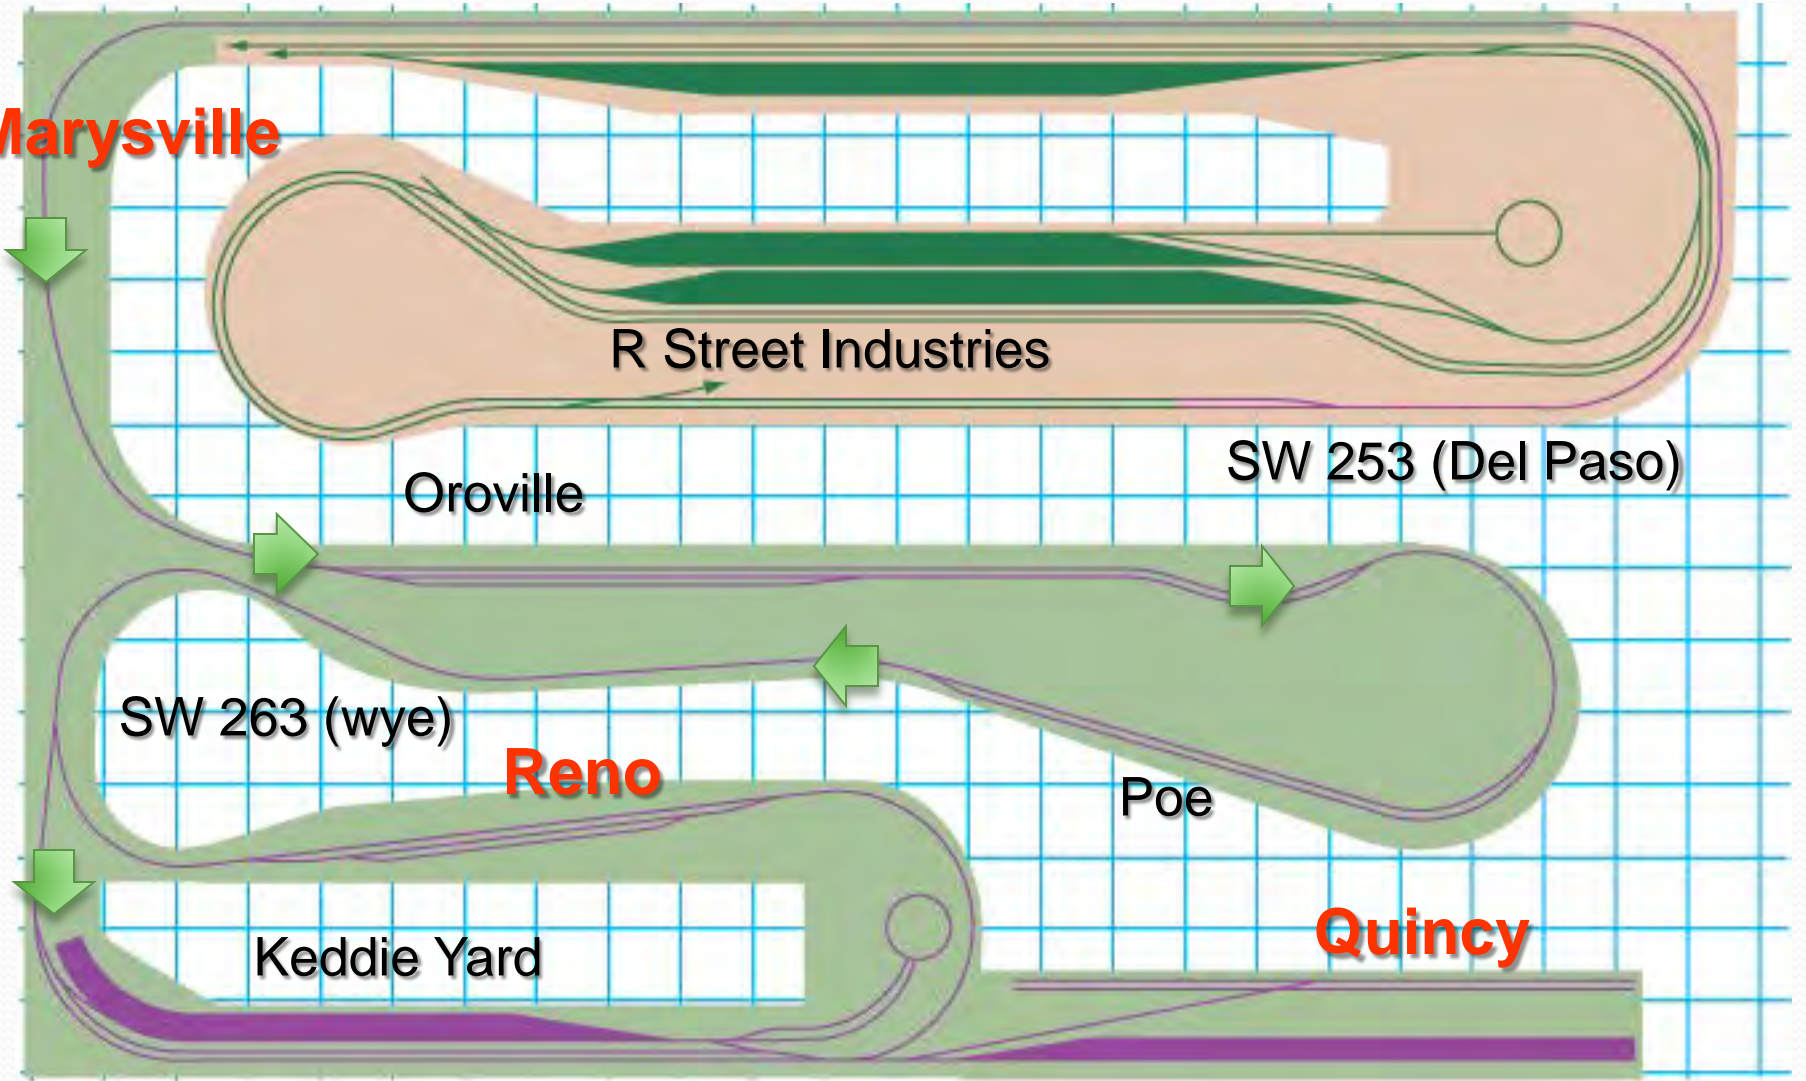 Marysville
R Street Industries
SW 253 (Del Paso)
Oroville
SW 263 (wye)
Reno
Poe
Quincy
Keddie Yard